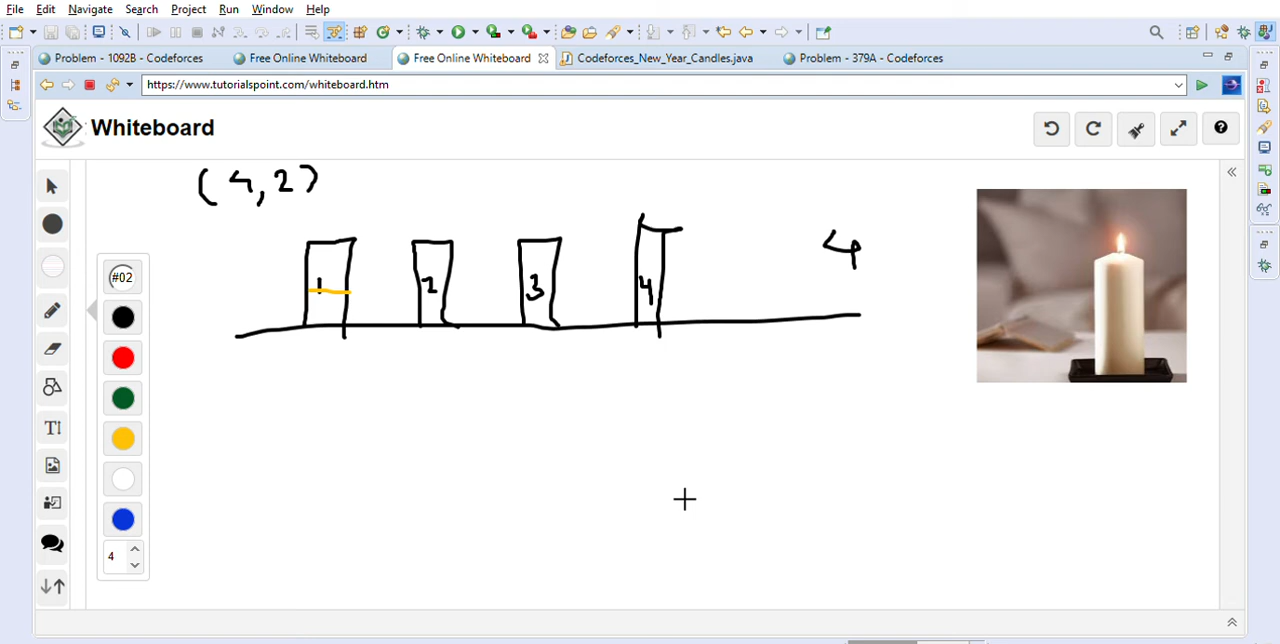 File Edit Navigate Search Project Run Window Help
Problem - 1092B - Codeforces Free Online Whiteboard Free Online Whiteboard Codeforces_New_Year_Candles.java Problem - 379A - Codeforces
https://www.tutorialspoint.com/whiteboard.htm
Whiteboard
(4,2)
4
1 2 3 4
#02
TI
4